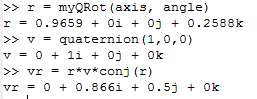 >> r = myQRot(axis, angle)
r = 0.9659 + 0i + 0j + 0.2588k
>> v = quaternion(1,0,0)
v = 0 + 1i + 0j + 0k
>> vr = r*v*conj(r)
vr = 0 + 0.866i + 0.5j + 0k